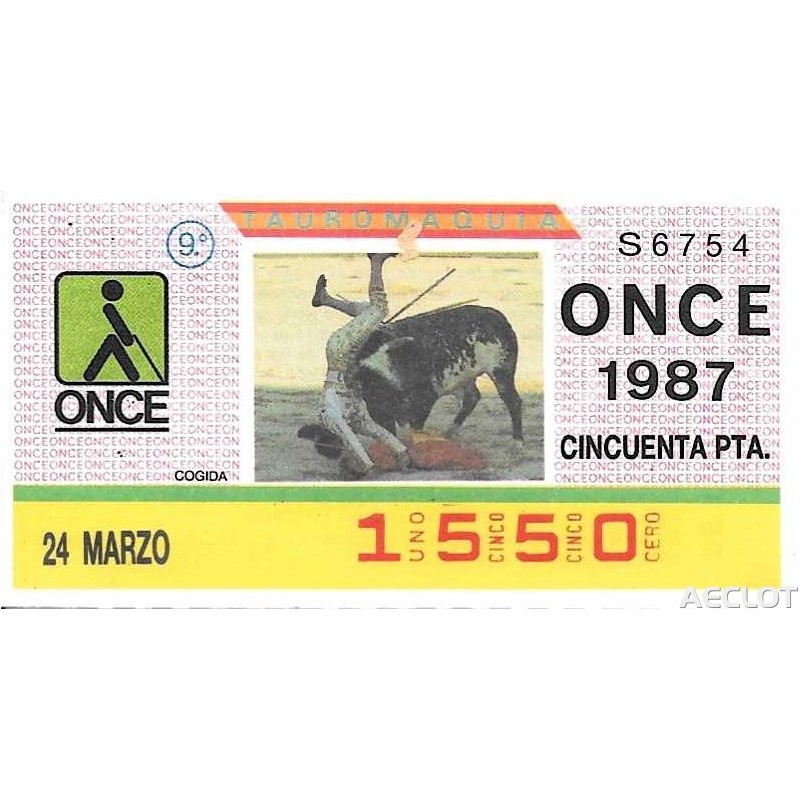 TAUROMAQUIA
9º
S6754
ONCE
1987
CINCUENTA PTA.
ONCE
COGIDA
24 MARZO
1 UNO 5 CINCO 5 CINCO 0 CERO
AECLOT